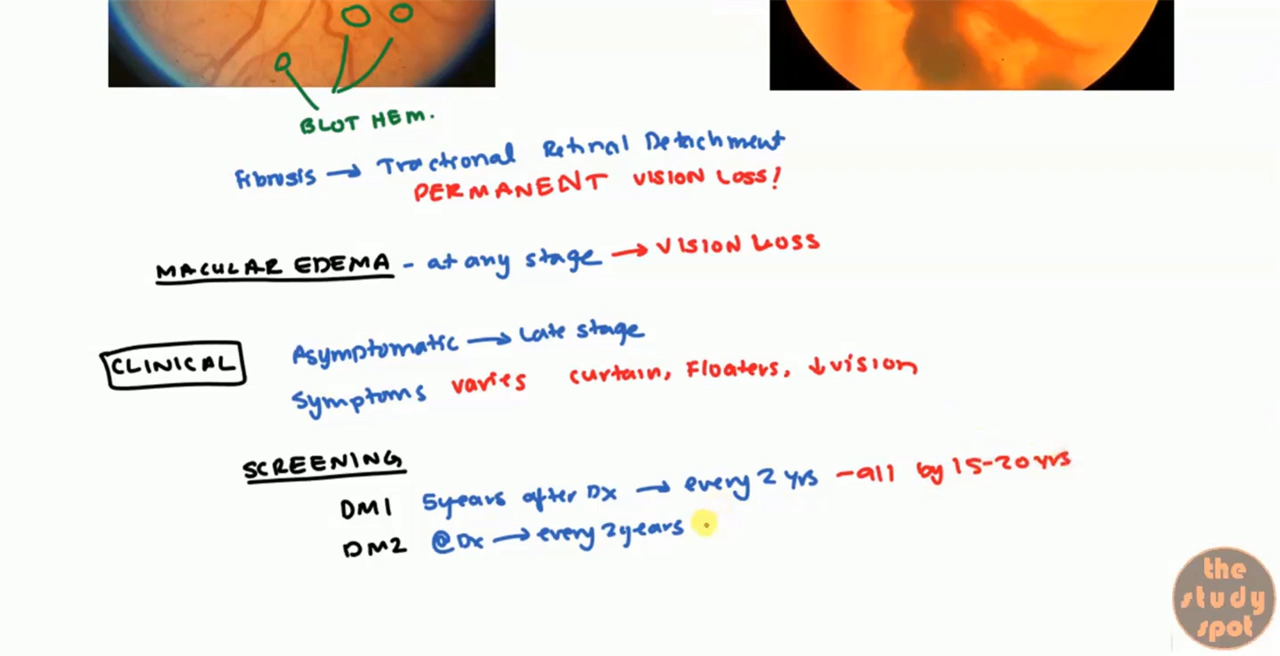 BLOT HEM.
Fibrosis → Tractional Retinal Detachment
PERMANENT VISION LOSS!
MACULAR EDEMA - at any stage → VISION LOSS
CLINICAL
Asymptomatic → Late stage
Symptoms varies curtain, Floaters, ↓vision
SCREENING
DM1 5years after Dx → every 2 yrs - all by 15-20 yrs
DM2 @Dx → every 2years
the
study
spot